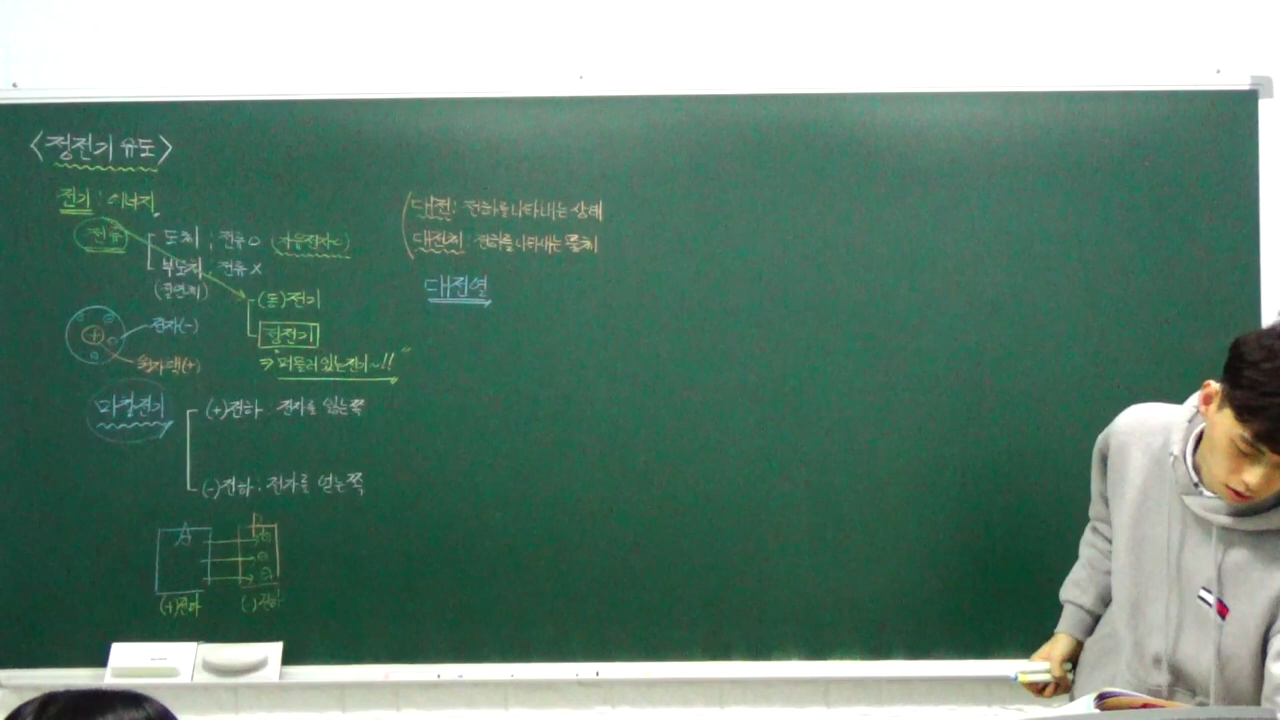 <정전기 유도>
전기 : 에너지
전류
도체 : 전류 O (자유전자O)
부도체 : 전류 X
(절연체)
(동)전기
정전기
⇒ "머물러 있는 전기~!!"
전자(-)
원자핵(+)
마찰전기
(+)전하 : 전자를 잃는 쪽
(-)전하 : 전자를 얻는 쪽
A B
(+)전하 (-)전하
대전 : 전하를 나타내는 상태
대전체 : 전하를 나타내는 물체
대전열